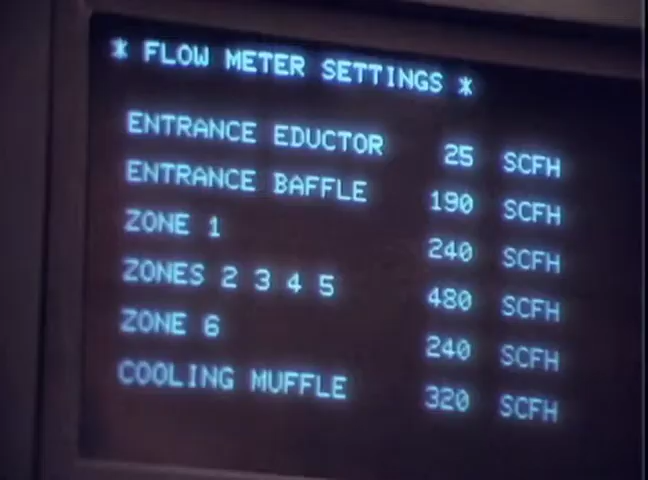 * FLOW METER SETTINGS *
ENTRANCE EDUCTOR 25 SCFH
ENTRANCE BAFFLE 190 SCFH
ZONE 1 240 SCFH
ZONES 2 3 4 5 480 SCFH
ZONE 6 240 SCFH
COOLING MUFFLE 320 SCFH